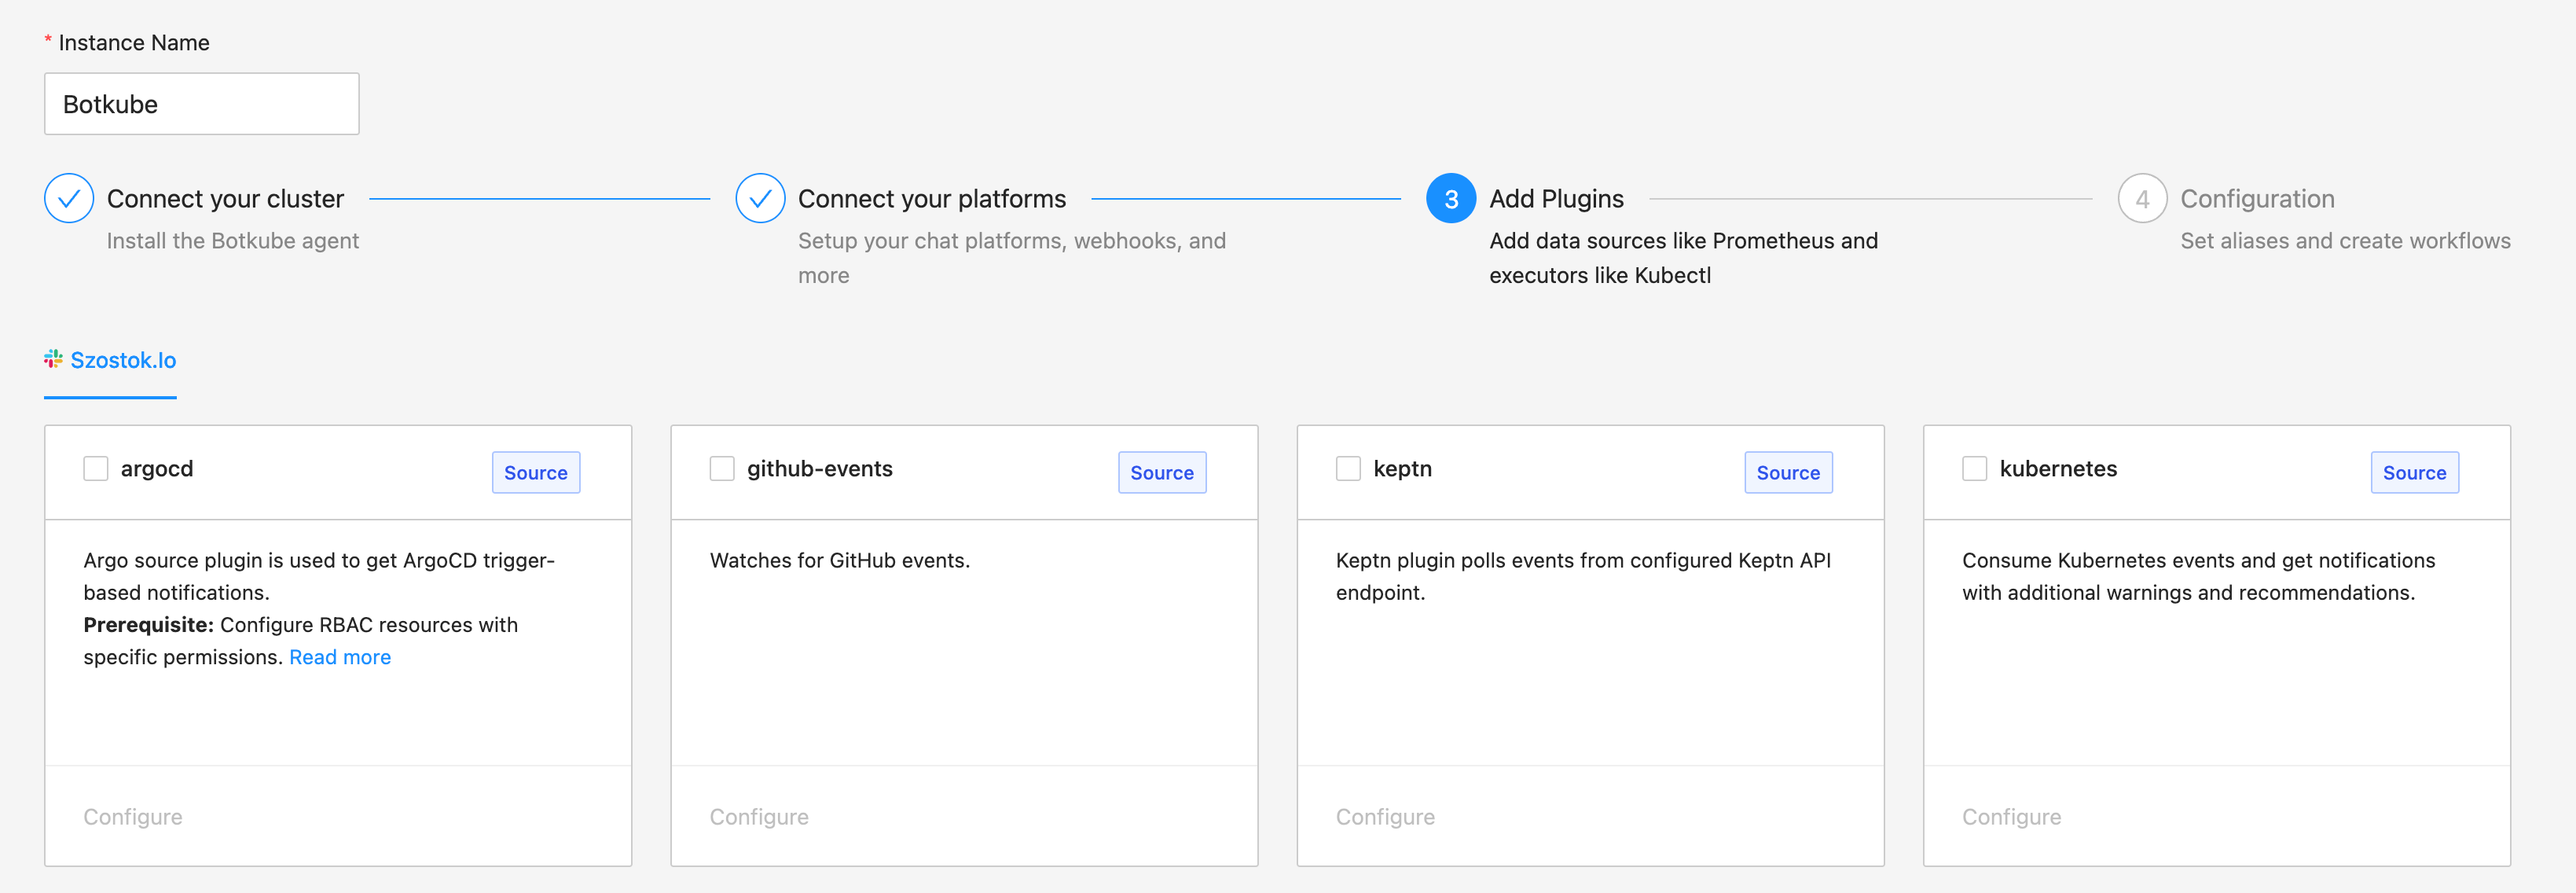 * Instance Name
Botkube
Connect your cluster
Install the Botkube agent
Connect your platforms
Setup your chat platforms, webhooks, and
more
3 Add Plugins
Add data sources like Prometheus and
executors like Kubectl
4 Configuration
Set aliases and create workflows
Szostok.Io
argocd Source
Argo source plugin is used to get ArgoCD trigger-
based notifications.
Prerequisite: Configure RBAC resources with
specific permissions. Read more
Configure
github-events Source
Watches for GitHub events.
Configure
keptn Source
Keptn plugin polls events from configured Keptn API
endpoint.
Configure
kubernetes Source
Consume Kubernetes events and get notifications
with additional warnings and recommendations.
Configure